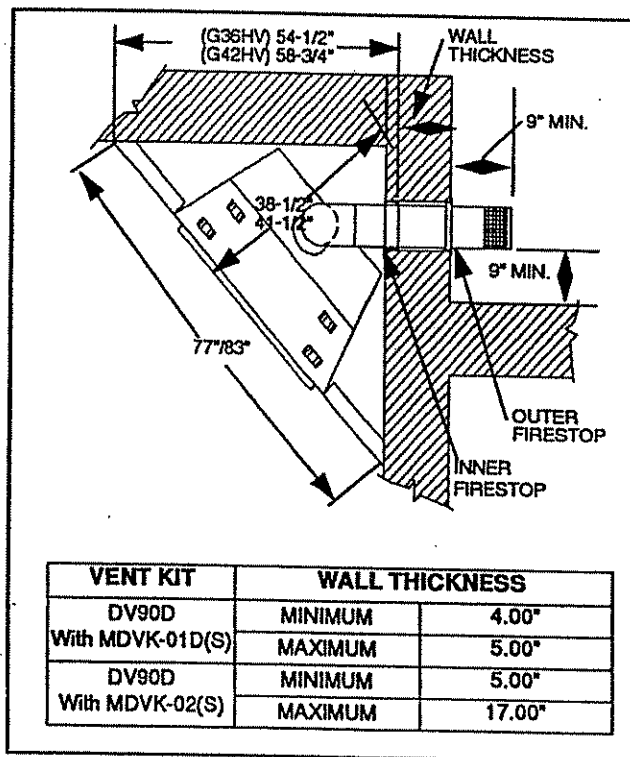 (G36HV) 54-1/2"
(G42HV) 58-3/4"
WALL
THICKNESS
9" MIN.
38-1/2"
41-1/2"
9" MIN.
77"/83"
OUTER
FIRESTOP
INNER
FIRESTOP
VENT KIT WALL THICKNESS
DV90D
With MDVK-01D(S)
MINIMUM 4.00"
MAXIMUM 5.00"
DV90D
With MDVK-02(S)
MINIMUM 5.00"
MAXIMUM 17.00"